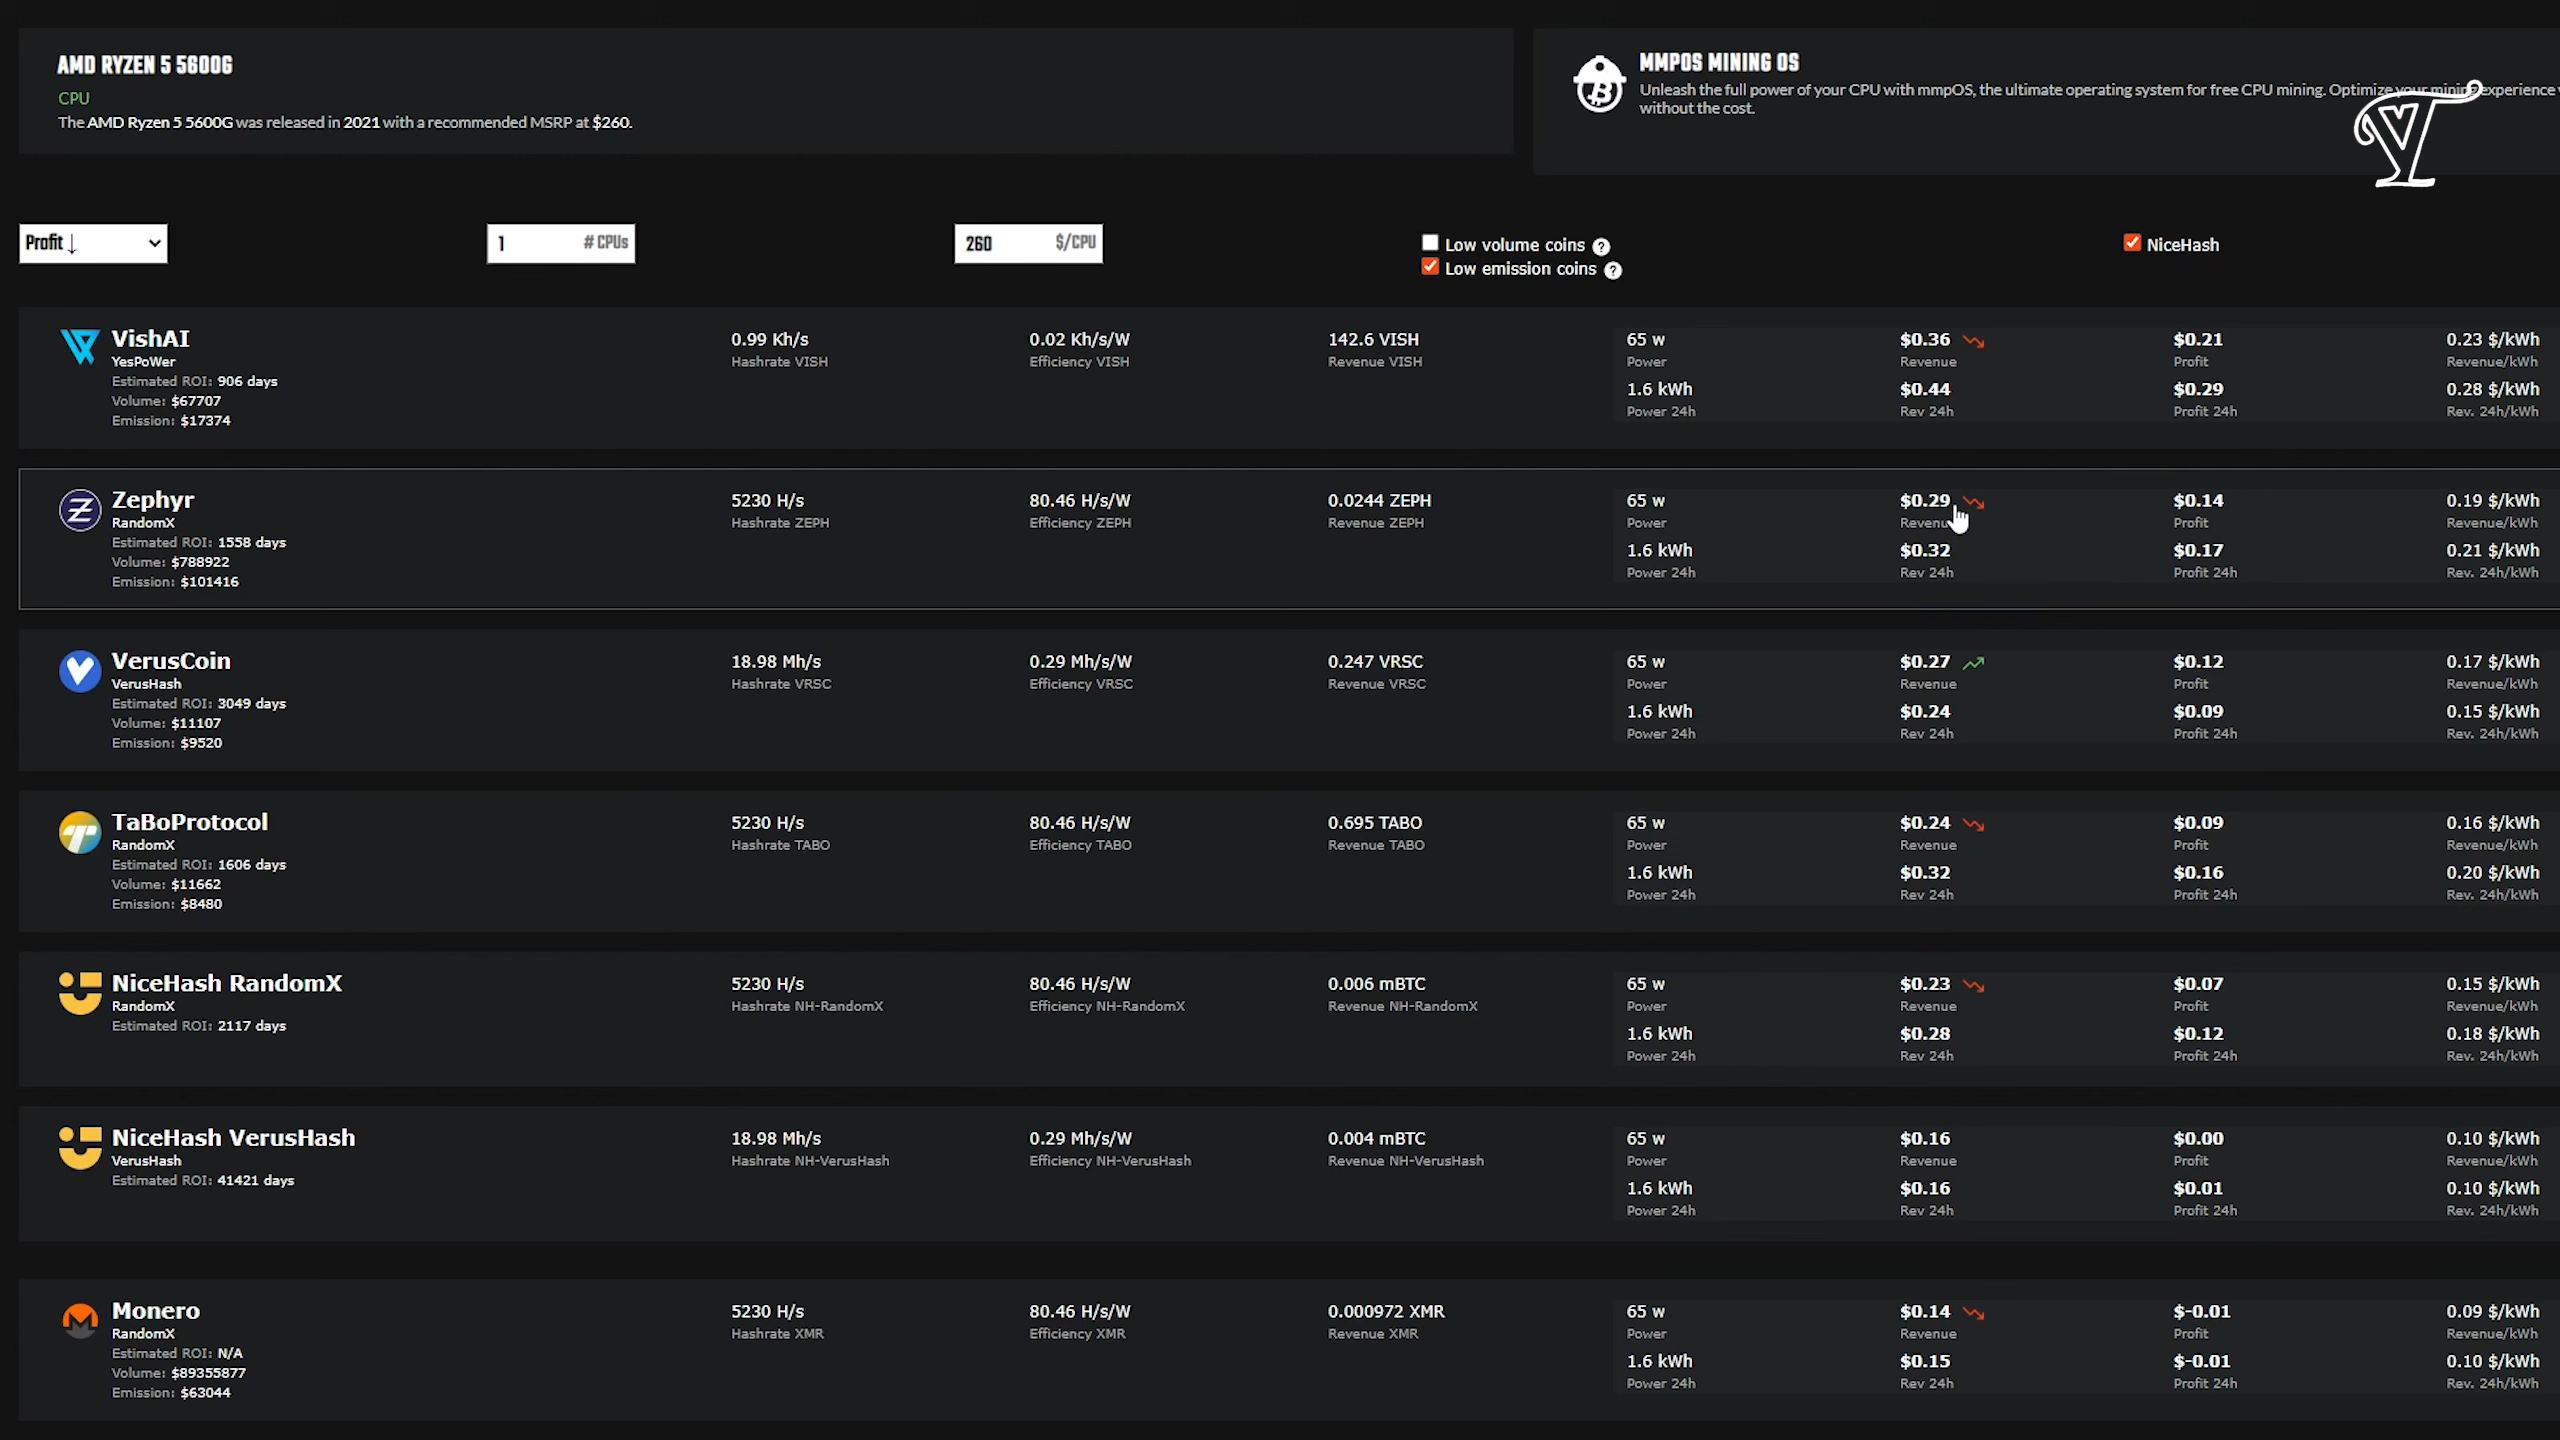 AMD RYZEN 5 5600G
CPU
The AMD Ryzen 5 5600G was released in 2021 with a recommended MSRP at $260.
MMPOS MINING OS
Unleash the full power of your CPU with mmpOS, the ultimate operating system for free CPU mining. Optimize your mining experience
without the cost.
Profit ↓
1 # CPUs
260 $/CPU
Low volume coins ?
Low emission coins ?
NiceHash
VishAI
YesPoWer
Estimated ROI: 906 days
Volume: $67707
Emission: $17374
0.99 Kh/s
Hashrate VISH
0.02 Kh/s/W
Efficiency VISH
142.6 VISH
Revenue VISH
65 w
Power
1.6 kWh
Power 24h
$0.36
Revenue
$0.44
Rev 24h
$0.21
Profit
$0.29
Profit 24h
0.23 $/kWh
Revenue/kWh
0.28 $/kWh
Rev. 24h/kWh
Zephyr
RandomX
Estimated ROI: 1558 days
Volume: $788922
Emission: $101416
5230 H/s
Hashrate ZEPH
80.46 H/s/W
Efficiency ZEPH
0.0244 ZEPH
Revenue ZEPH
65 w
Power
1.6 kWh
Power 24h
$0.29
Revenue
$0.32
Rev 24h
$0.14
Profit
$0.17
Profit 24h
0.19 $/kWh
Revenue/kWh
0.21 $/kWh
Rev. 24h/kWh
VerusCoin
VerusHash
Estimated ROI: 3049 days
Volume: $11107
Emission: $9520
18.98 Mh/s
Hashrate VRSC
0.29 Mh/s/W
Efficiency VRSC
0.247 VRSC
Revenue VRSC
65 w
Power
1.6 kWh
Power 24h
$0.27
Revenue
$0.24
Rev 24h
$0.12
Profit
$0.09
Profit 24h
0.17 $/kWh
Revenue/kWh
0.15 $/kWh
Rev. 24h/kWh
TaBoProtocol
RandomX
Estimated ROI: 1606 days
Volume: $11662
Emission: $8480
5230 H/s
Hashrate TABO
80.46 H/s/W
Efficiency TABO
0.695 TABO
Revenue TABO
65 w
Power
1.6 kWh
Power 24h
$0.24
Revenue
$0.32
Rev 24h
$0.09
Profit
$0.16
Profit 24h
0.16 $/kWh
Revenue/kWh
0.20 $/kWh
Rev. 24h/kWh
NiceHash RandomX
RandomX
Estimated ROI: 2117 days
5230 H/s
Hashrate NH-RandomX
80.46 H/s/W
Efficiency NH-RandomX
0.006 mBTC
Revenue NH-RandomX
65 w
Power
1.6 kWh
Power 24h
$0.23
Revenue
$0.28
Rev 24h
$0.07
Profit
$0.12
Profit 24h
0.15 $/kWh
Revenue/kWh
0.18 $/kWh
Rev. 24h/kWh
NiceHash VerusHash
VerusHash
Estimated ROI: 41421 days
18.98 Mh/s
Hashrate NH-VerusHash
0.29 Mh/s/W
Efficiency NH-VerusHash
0.004 mBTC
Revenue NH-VerusHash
65 w
Power
1.6 kWh
Power 24h
$0.16
Revenue
$0.16
Rev 24h
$0.00
Profit
$0.01
Profit 24h
0.10 $/kWh
Revenue/kWh
0.10 $/kWh
Rev. 24h/kWh
Monero
RandomX
Estimated ROI: N/A
Volume: $89355877
Emission: $63044
5230 H/s
Hashrate XMR
80.46 H/s/W
Efficiency XMR
0.000972 XMR
Revenue XMR
65 w
Power
1.6 kWh
Power 24h
$0.14
Revenue
$0.15
Rev 24h
$-0.01
Profit
$-0.01
Profit 24h
0.09 $/kWh
Revenue/kWh
0.10 $/kWh
Rev. 24h/kWh